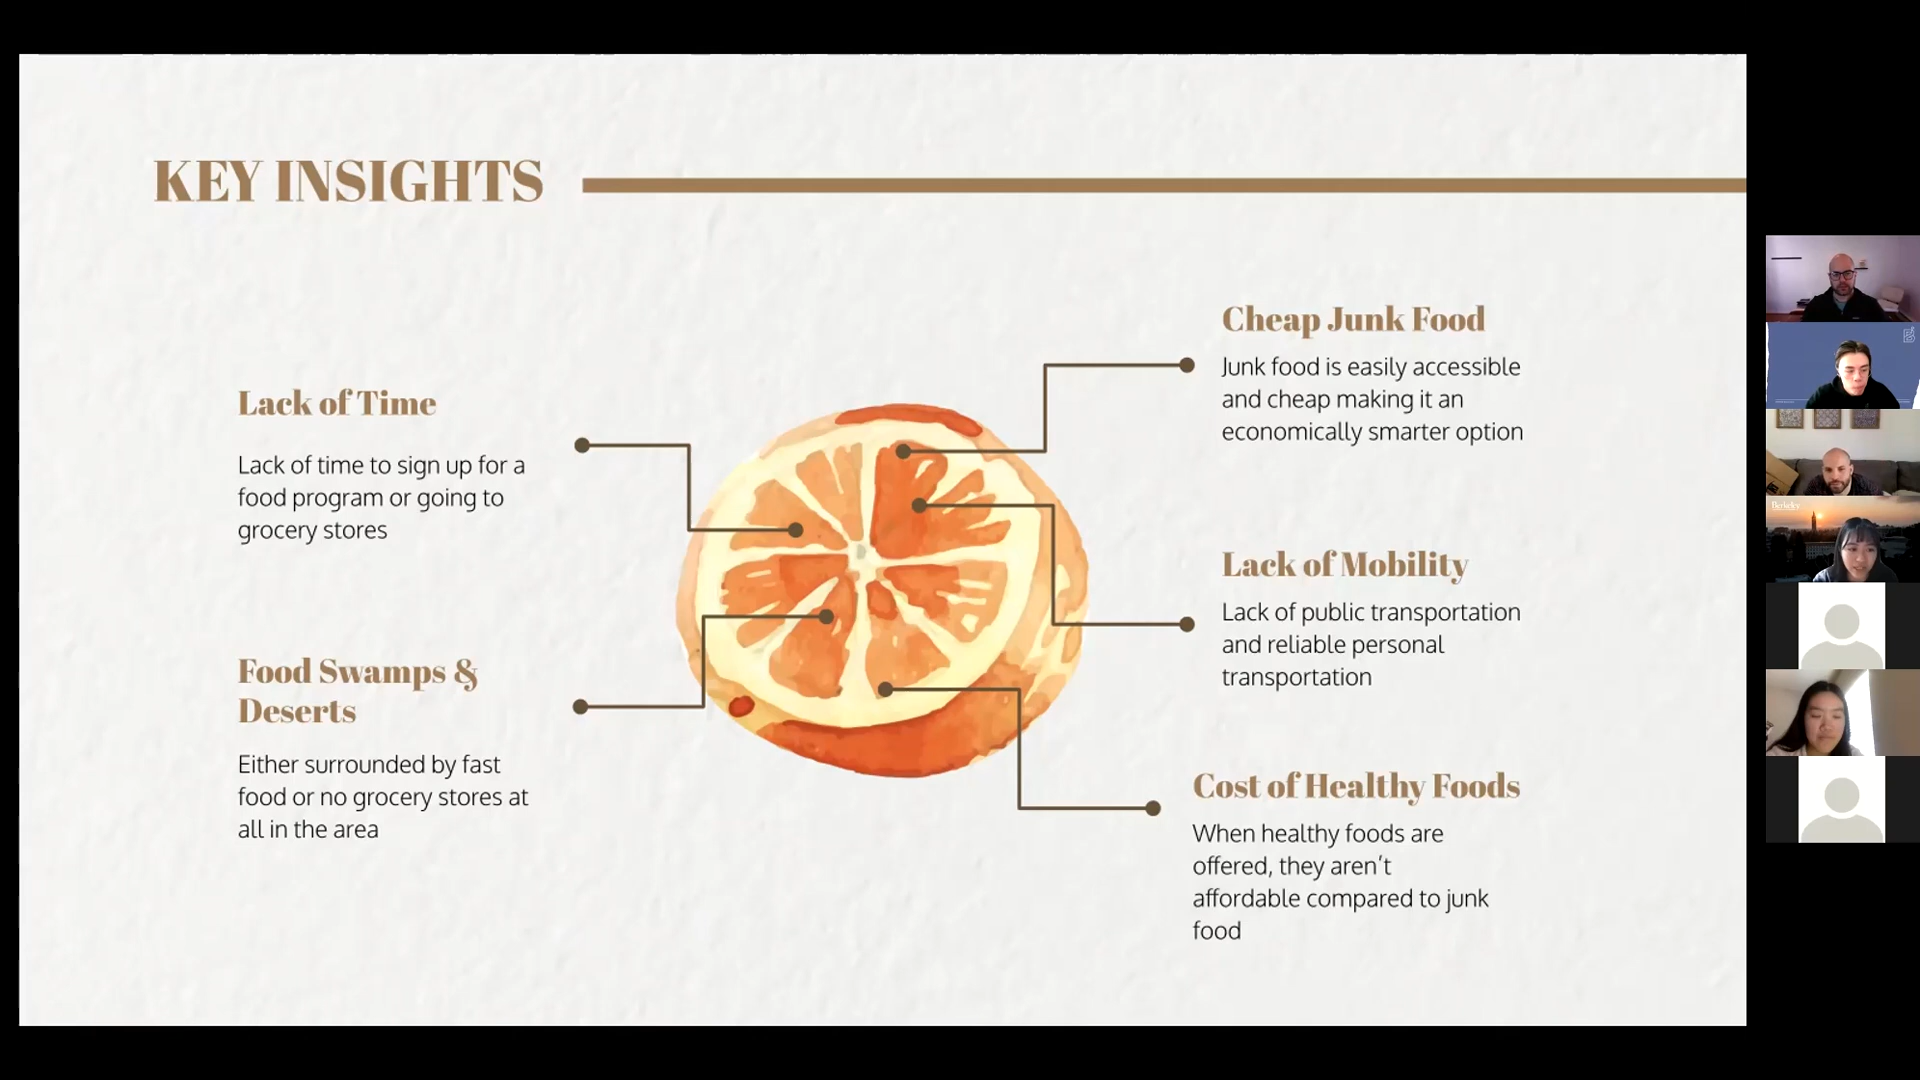 KEY INSIGHTS
Lack of Time
Lack of time to sign up for a
food program or going to
grocery stores
Food Swamps &
Deserts
Either surrounded by fast
food or no grocery stores at
all in the area
Cheap Junk Food
Junk food is easily accessible
and cheap making it an
economically smarter option
Lack of Mobility
Lack of public transportation
and reliable personal
transportation
Cost of Healthy Foods
When healthy foods are
offered, they aren't
affordable compared to junk
food
Berkeley